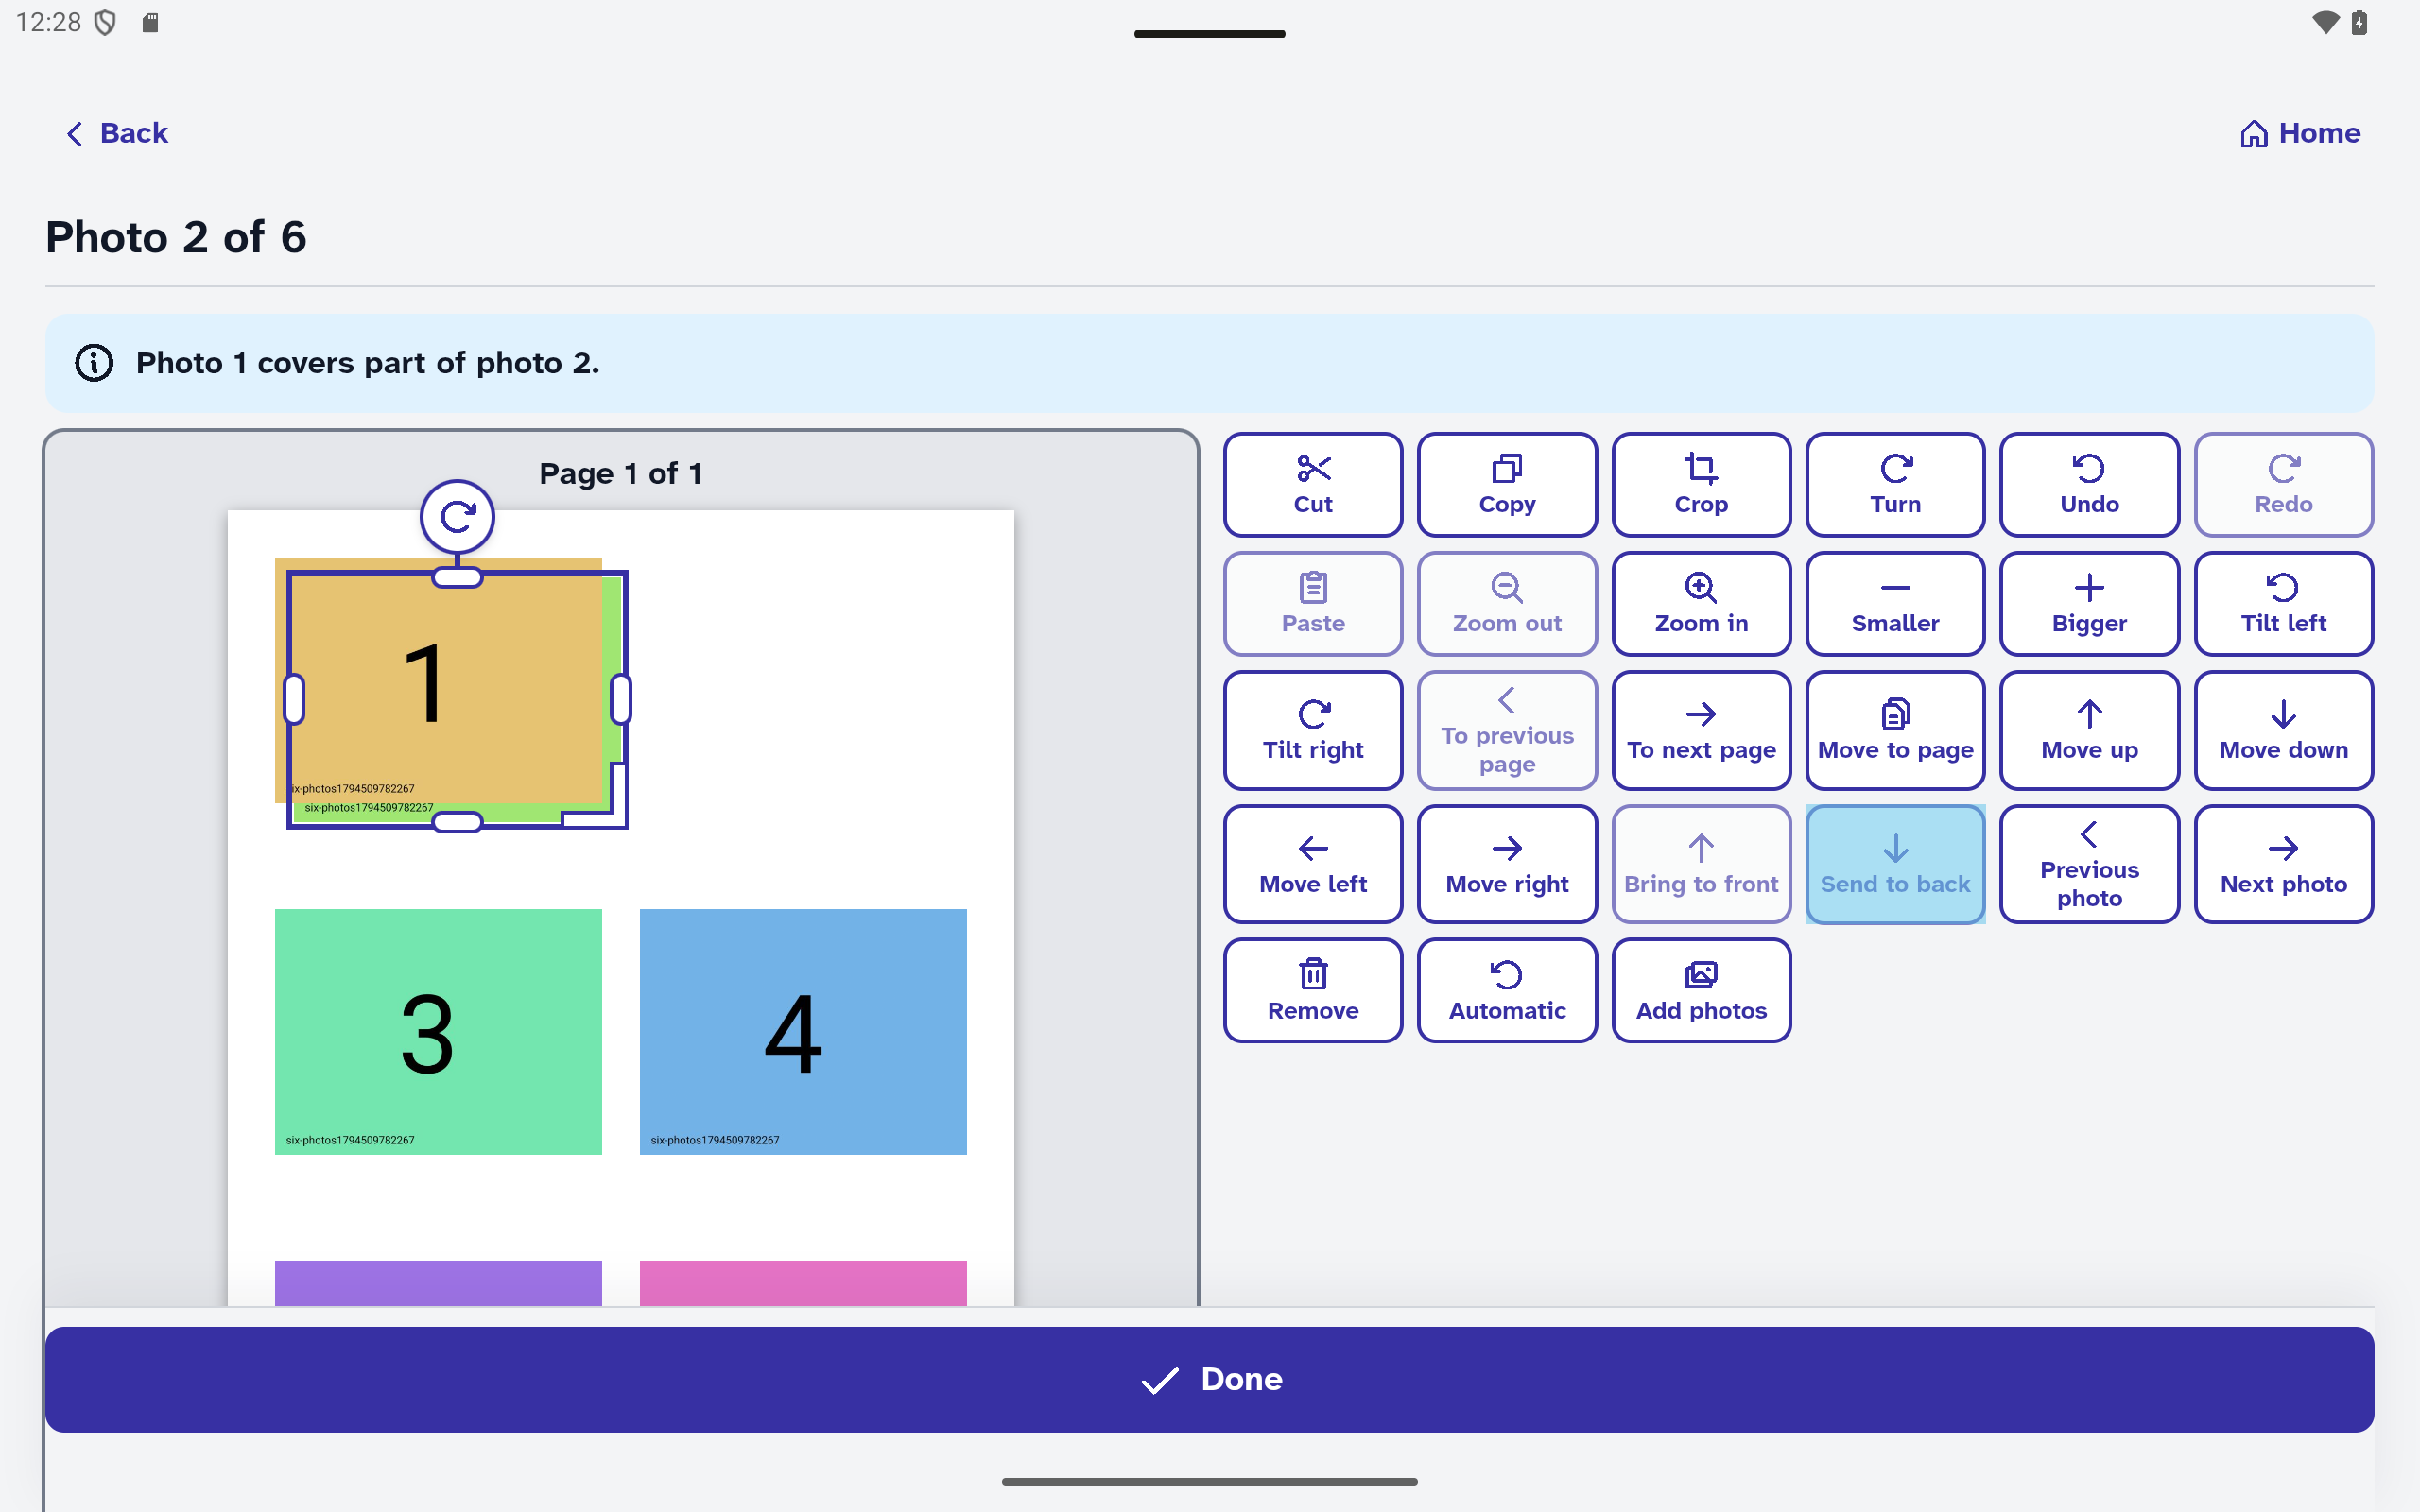 12:28
Back
Home
Photo 2 of 6
Photo 1 covers part of photo 2.
Page 1 of 1
1
ix-photos1794509782267
six-photos1794509782267
3
six-photos1794509782267
4
six-photos1794509782267
Cut
Copy
Crop
Turn
Undo
Redo
Paste
Zoom out
Zoom in
Smaller
Bigger
Tilt left
Tilt right
To previous
page
To next page
Move to page
Move up
Move down
Move left
Move right
Bring to front
Send to back
Previous
photo
Next photo
Remove
Automatic
Add photos
Done